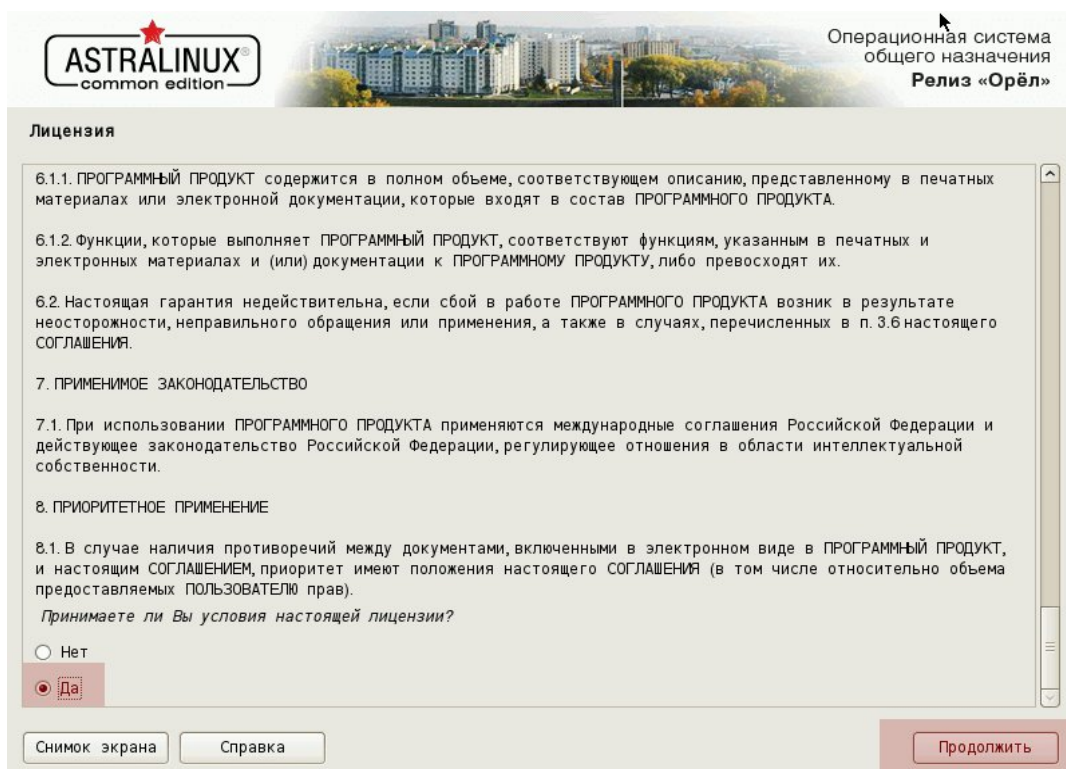 ASTRALINUX®
common edition
Операционная система
общего назначения
Релиз «Орёл»
Лицензия
6.1.1. ПРОГРАММНЫЙ ПРОДУКТ содержится в полном объеме, соответствующем описанию, представленному в печатных
материалах или электронной документации, которые входят в состав ПРОГРАММНОГО ПРОДУКТА.
6.1.2. Функции, которые выполняет ПРОГРАММНЫЙ ПРОДУКТ, соответствуют функциям, указанным в печатных и
электронных материалах и (или) документации к ПРОГРАММНОМУ ПРОДУКТУ, либо превосходят их.
6.2. Настоящая гарантия недействительна, если сбой в работе ПРОГРАММНОГО ПРОДУКТА возник в результате
неосторожности, неправильного обращения или применения, а также в случаях, перечисленных в п. 3.6 настоящего
СОГЛАШЕНИЯ.
7. ПРИМЕНИМОЕ ЗАКОНОДАТЕЛЬСТВО
7.1. При использовании ПРОГРАММНОГО ПРОДУКТА применяются международные соглашения Российской Федерации и
действующее законодательство Российской Федерации, регулирующее отношения в области интеллектуальной
собственности.
8. ПРИОРИТЕТНОЕ ПРИМЕНЕНИЕ
8.1. В случае наличия противоречий между документами, включенными в электронном виде в ПРОГРАММНЫЙ ПРОДУКТ,
и настоящим СОГЛАШЕНИЕМ, приоритет имеют положения настоящего СОГЛАШЕНИЯ (в том числе относительно объема
предоставляемых ПОЛЬЗОВАТЕЛЮ прав).
Принимаете ли Вы условия настоящей лицензии?
Нет
Да
Снимок экрана
Справка
Продолжить